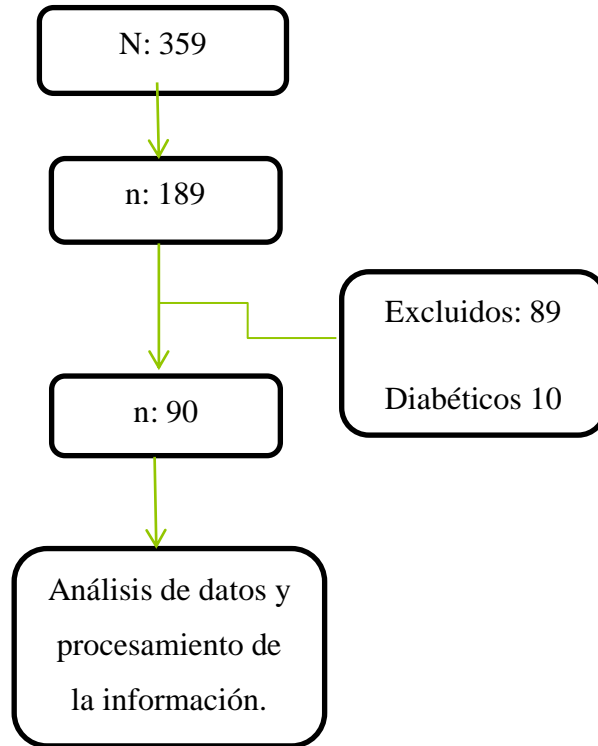 N: 359
n: 189
Excluidos: 89
Diabéticos 10
n: 90
Análisis de datos y
procesamiento de
la información.